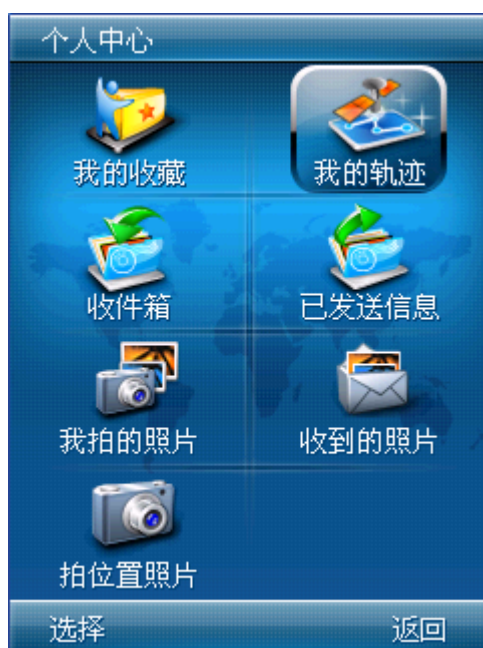 个人中心
我的收藏
我的轨迹
收件箱
已发送信息
我拍的照片
收到的照片
拍位置照片
选择
返回